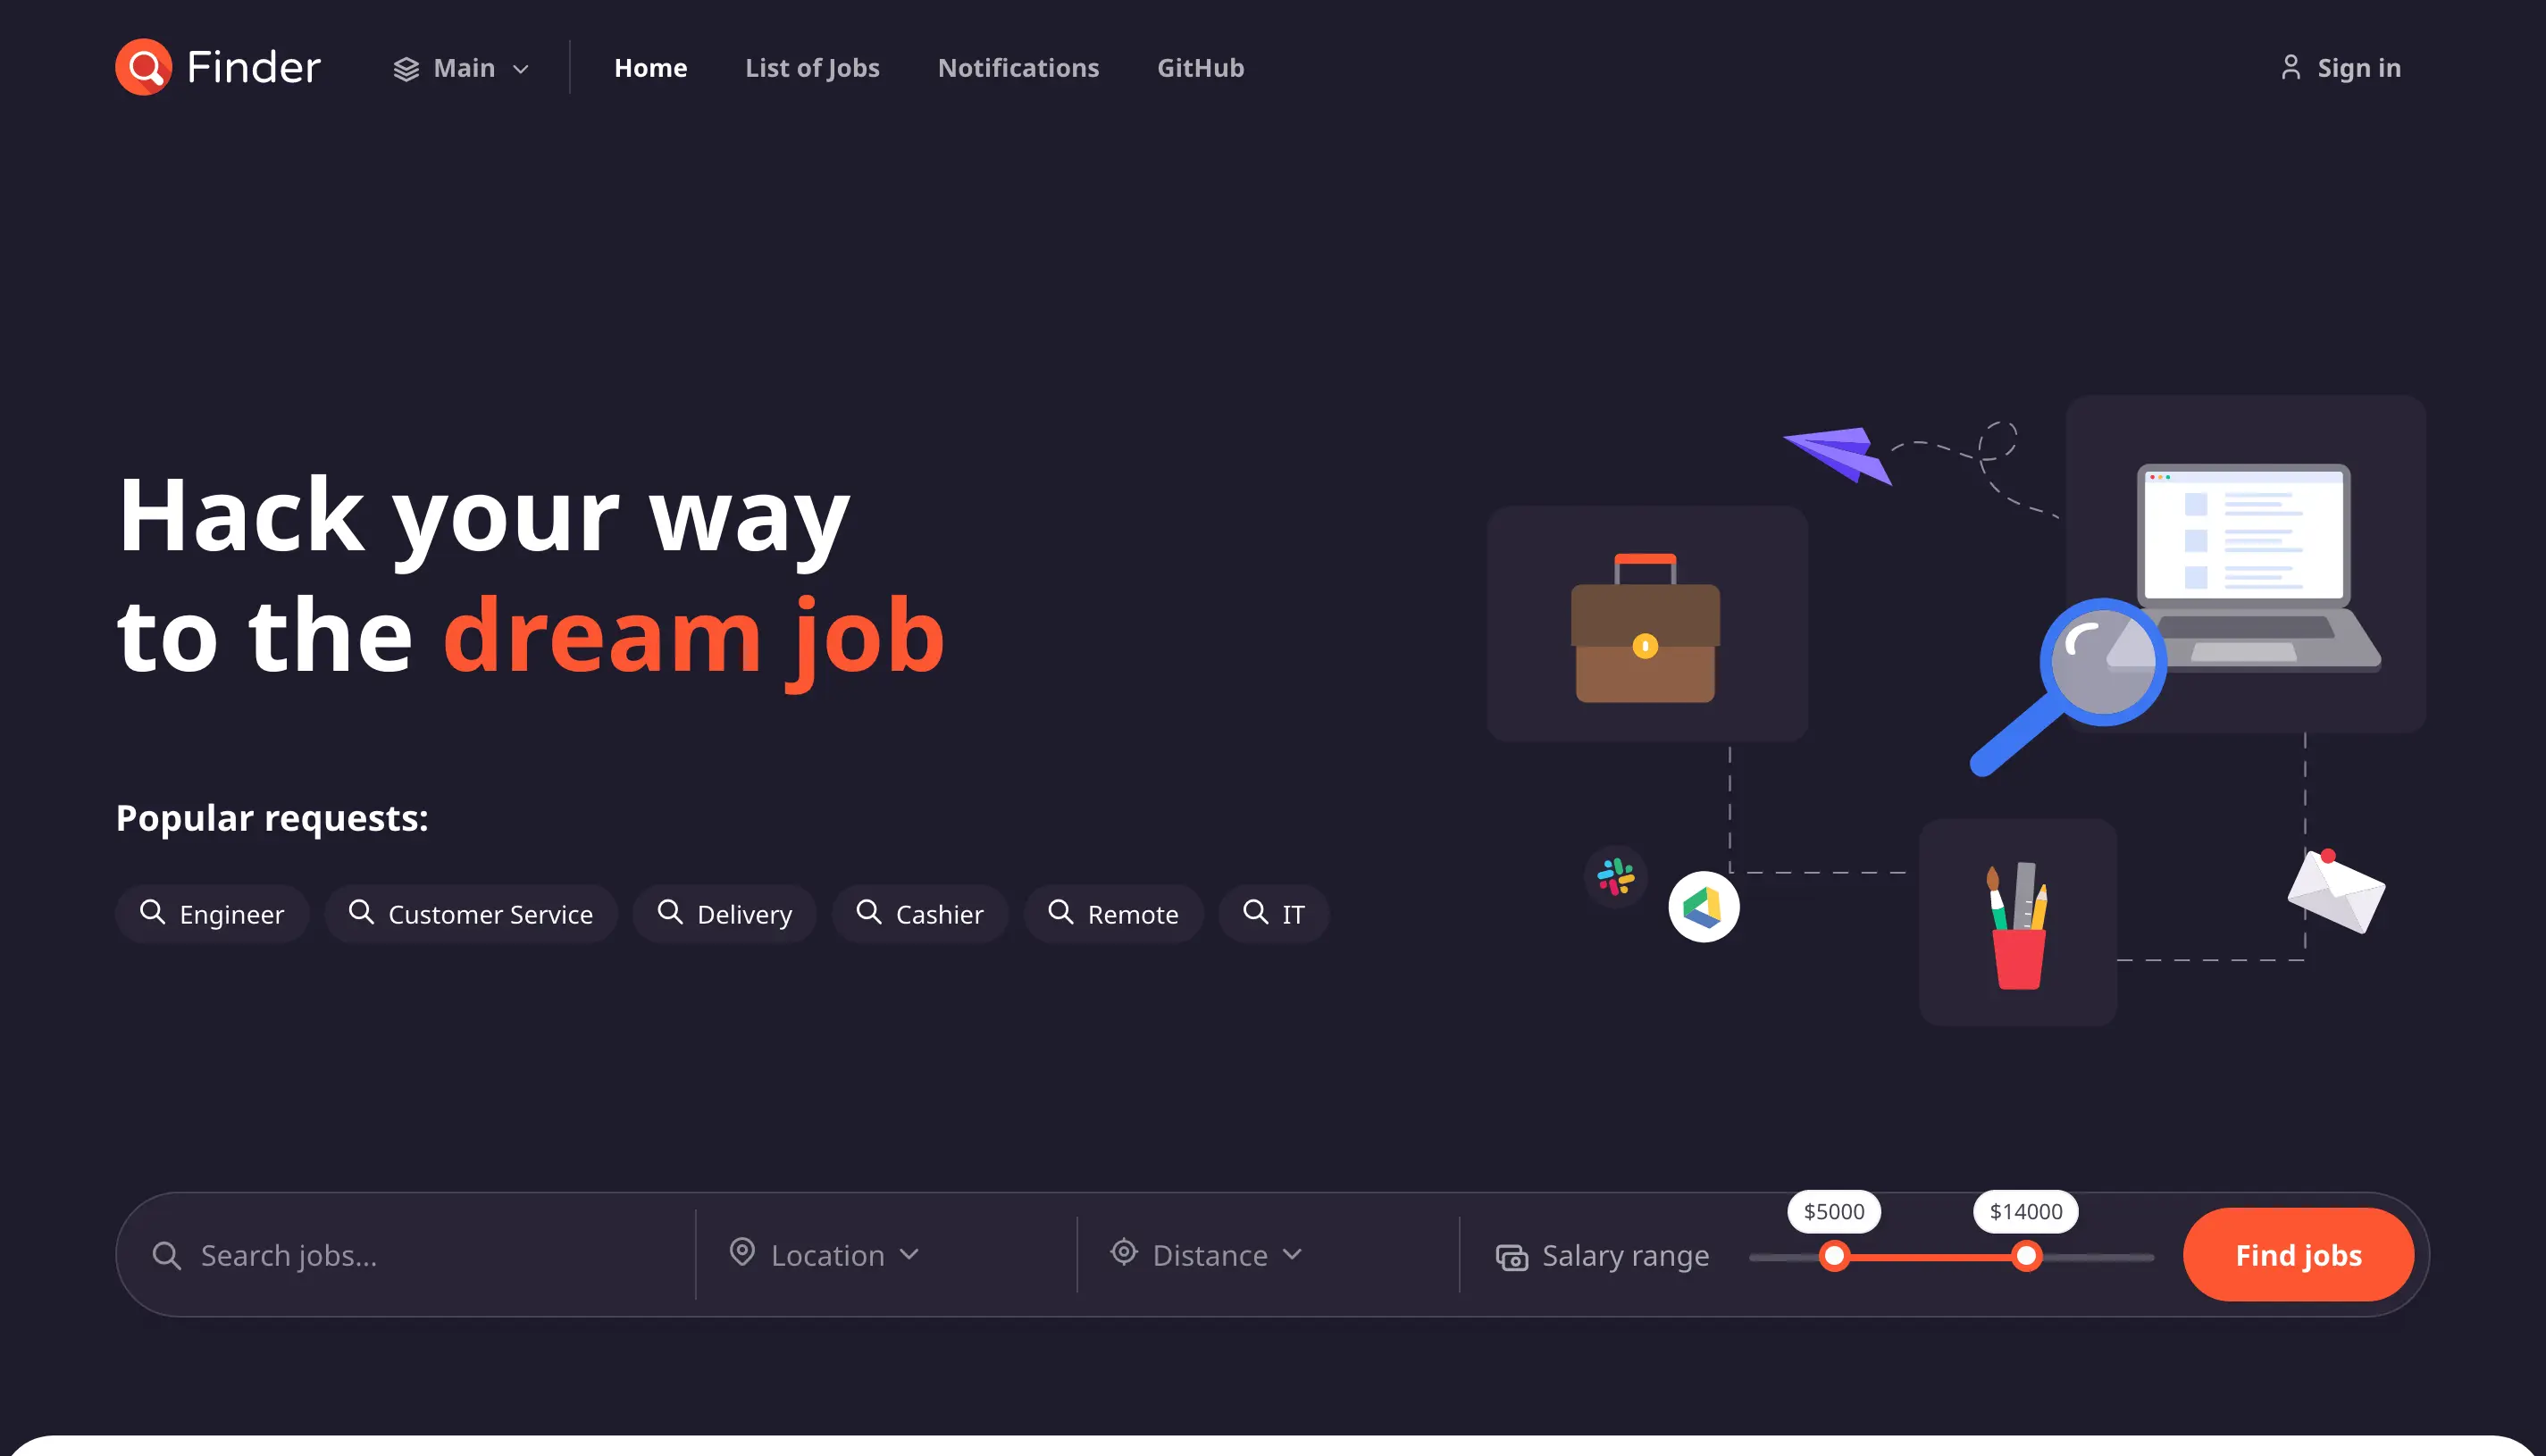 Finder
Main
Home
List of Jobs
Notifications
GitHub
Sign in
Hack your way
to the dream job
Popular requests:
Engineer
Customer Service
Delivery
Cashier
Remote
IT
Search jobs...
Location
Distance
Salary range
$5000
$14000
Find jobs